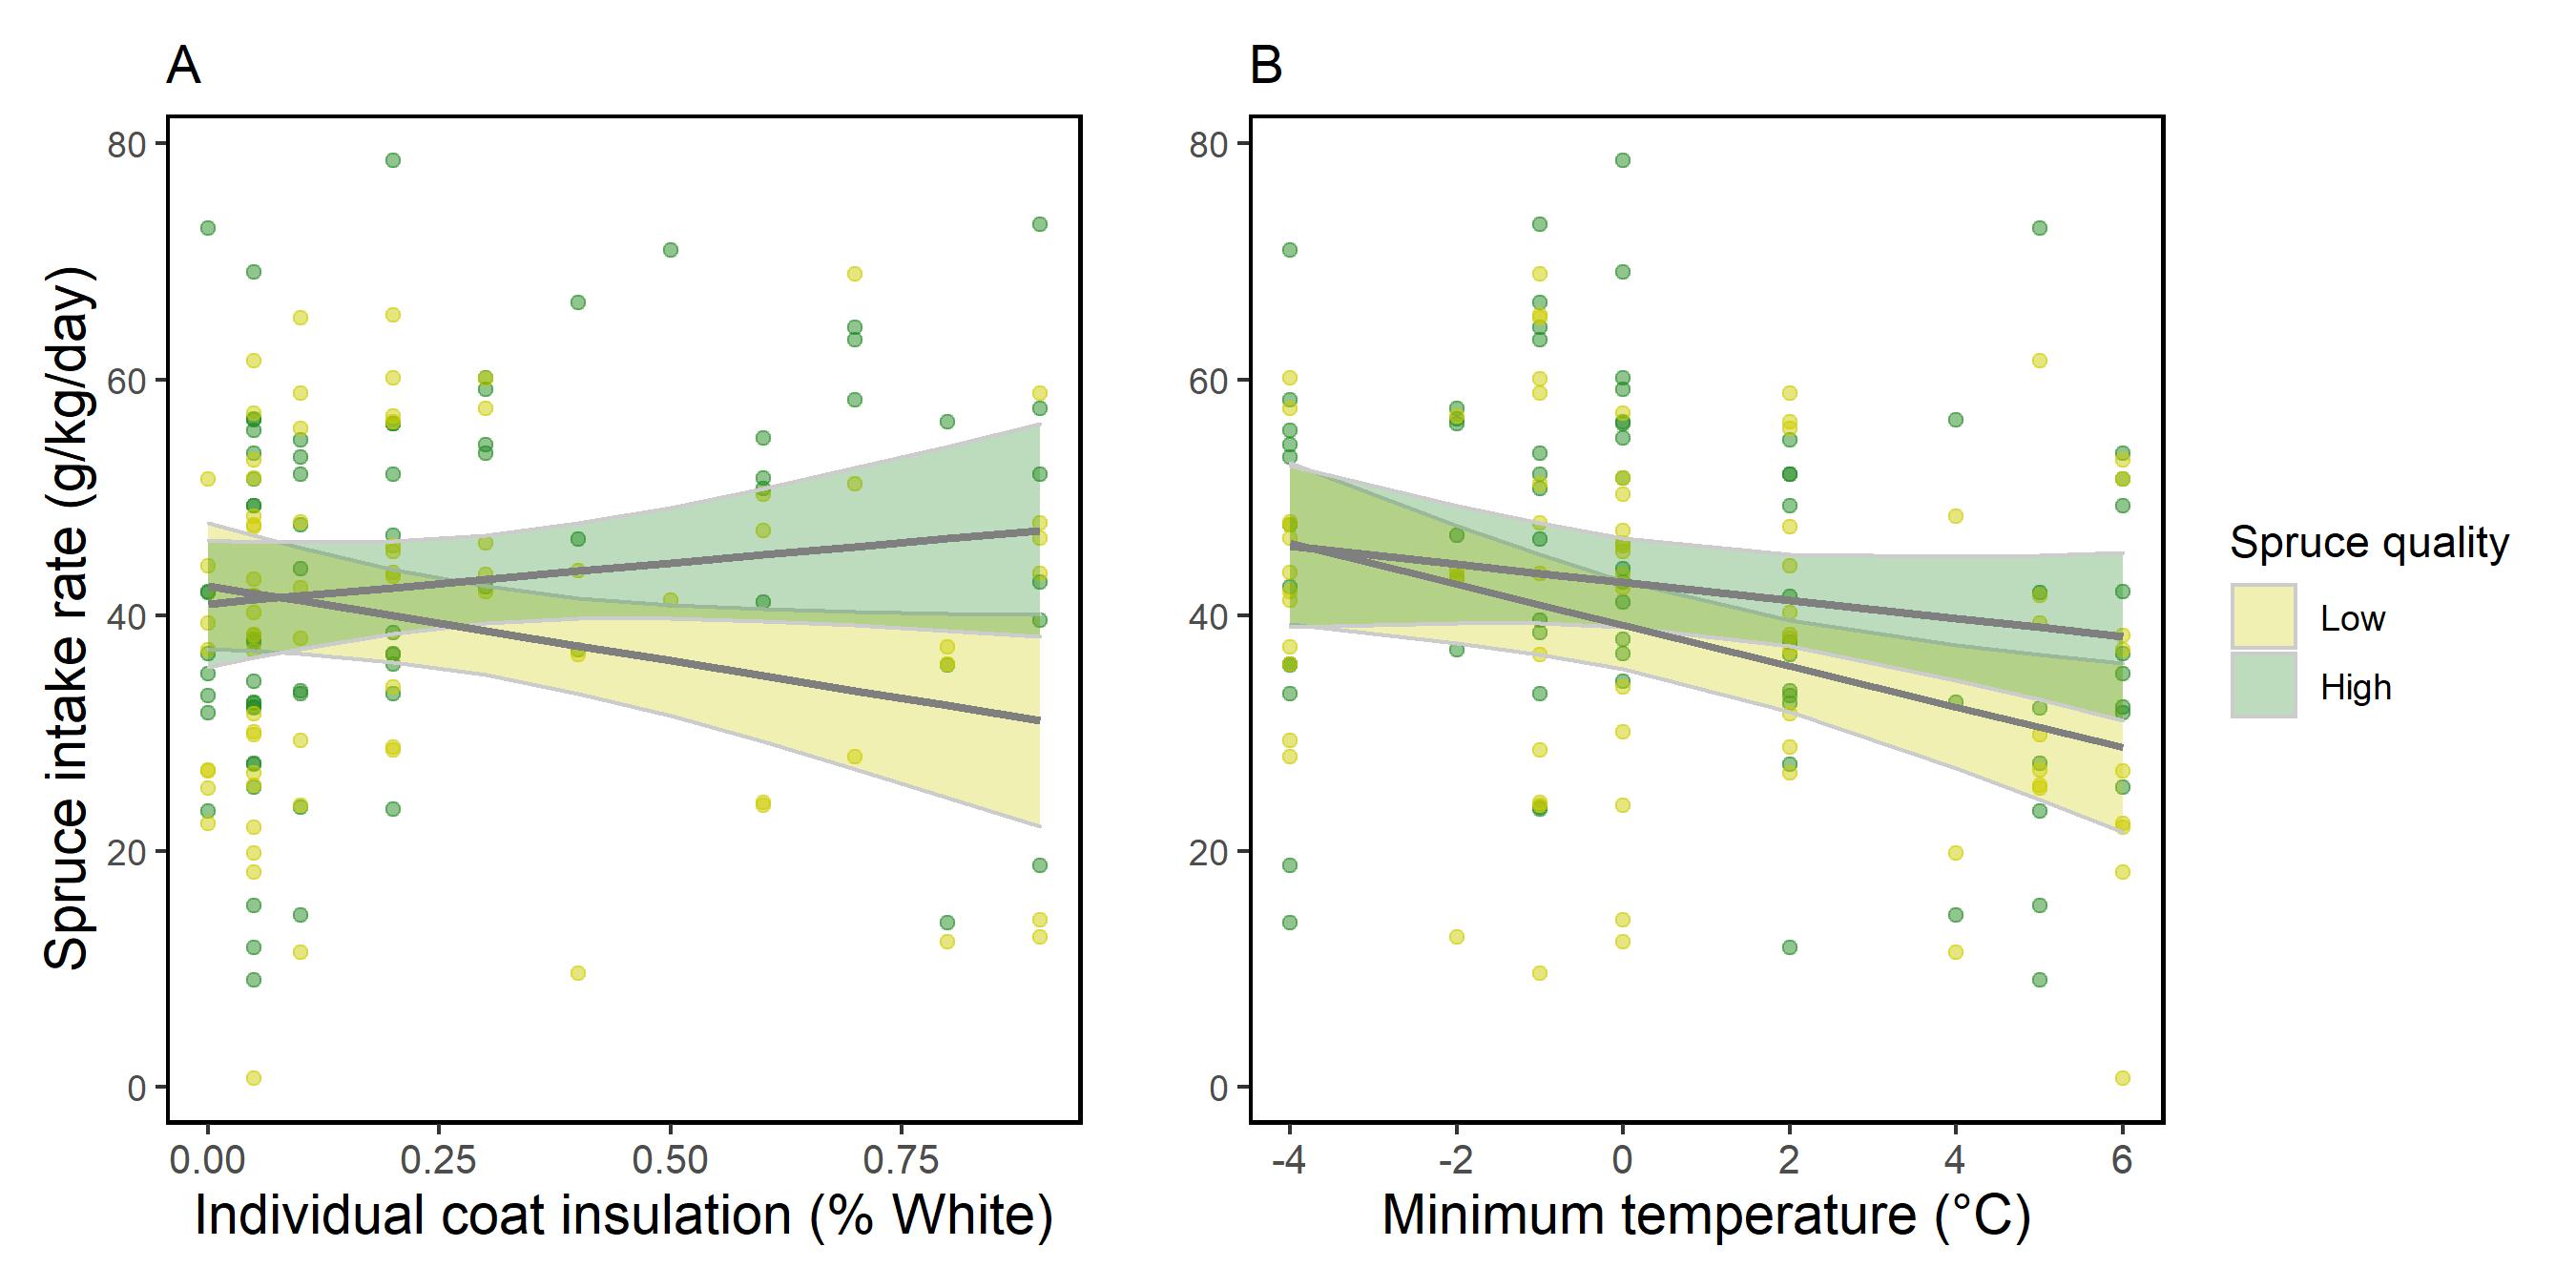 A
B
Spruce intake rate (g/kg/day)
80
60
40
20
0
0.00 0.25 0.50 0.75
Individual coat insulation (% White)
80
60
40
20
0
-4 -2 0 2 4 6
Minimum temperature (°C)
Spruce quality
Low
High